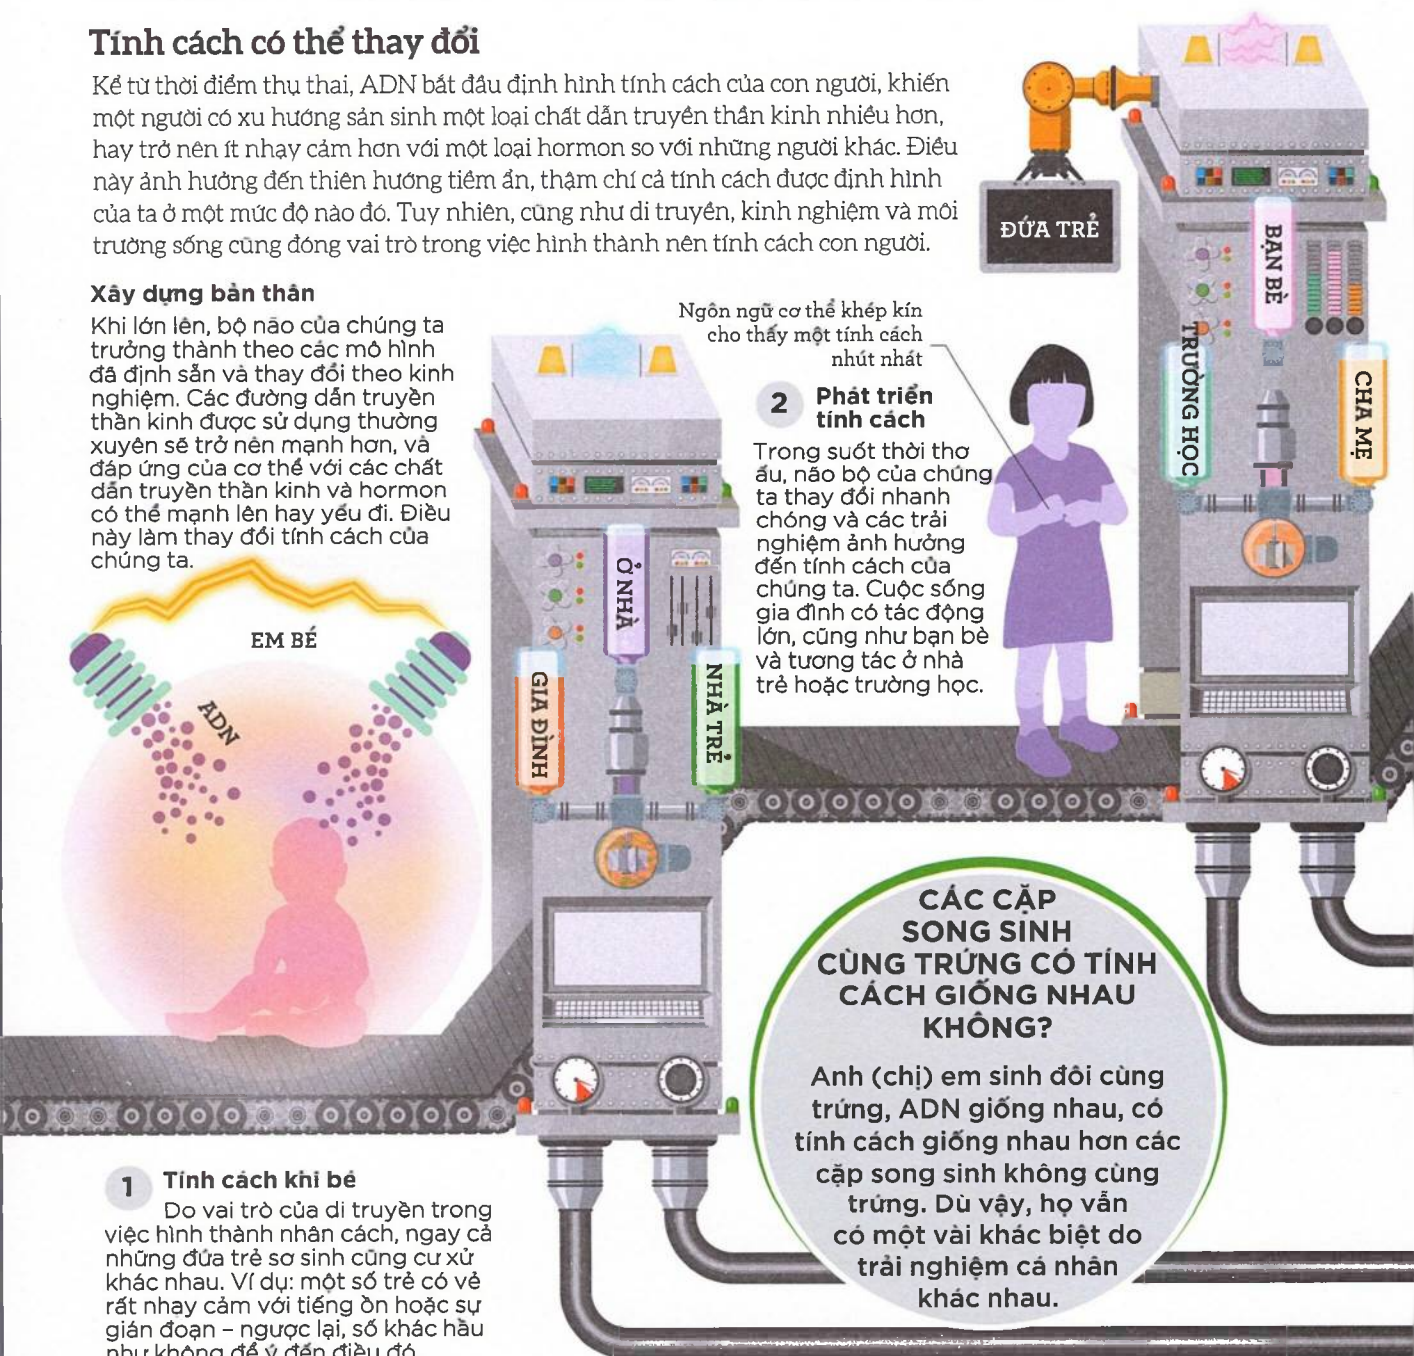 Tính cách có thể thay đổi
Kể từ thời điểm thụ thai, ADN bắt đầu định hình tính cách của con người, khiến
một người có xu hướng sản sinh một loại chất dẫn truyền thần kinh nhiều hơn,
hay trở nên ít nhạy cảm hơn với một loại hormon so với những người khác. Điều
này ảnh hưởng đến thiên hướng tiềm ẩn, thậm chí cả tính cách được định hình
của ta ở một mức độ nào đó. Tuy nhiên, cũng như di truyền, kinh nghiệm và môi
trường sống cũng đóng vai trò trong việc hình thành nên tính cách con người.
Xây dựng bản thân
Khi lớn lên, bộ não của chúng ta
trưởng thành theo các mô hình
đã định sẵn và thay đổi theo kinh
nghiệm. Các đường dẫn truyền
thần kinh được sử dụng thường
xuyên sẽ trở nên mạnh hơn, và
đáp ứng của cơ thể với các chất
dẫn truyền thần kinh và hormon
có thể mạnh lên hay yếu đi. Điều
này làm thay đổi tính cách của
chúng ta.
EM BÉ
ADN
GIA ĐÌNH
Ở NHÀ
NHÀ TRẺ
1 Tính cách khi bé
Do vai trò của di truyền trong
việc hình thành nhân cách, ngay cả
những đứa trẻ sơ sinh cũng cư xử
khác nhau. Ví dụ: một số trẻ có vẻ
rất nhạy cảm với tiếng ồn hoặc sự
gián đoạn – ngược lại, số khác hầu
như không để ý đến điều đó.
Ngôn ngữ cơ thể khép kín
cho thấy một tính cách
nhút nhát
2 Phát triển
tính cách
Trong suốt thời thơ
ấu, não bộ của chúng
ta thay đổi nhanh
chóng và các trải
nghiệm ảnh hưởng
đến tính cách của
chúng ta. Cuộc sống
gia đình có tác động
lớn, cũng như bạn bè
và tương tác ở nhà
trẻ hoặc trường học.
ĐỨA TRẺ
TRƯỜNG HỌC
BẠN BÈ
CHA MẸ
CÁC CẶP
SONG SINH
CÙNG TRỨNG CÓ TÍNH
CÁCH GIỐNG NHAU
KHÔNG?
Anh (chị) em sinh đôi cùng
trứng, ADN giống nhau, có
tính cách giống nhau hơn các
cặp song sinh không cùng
trứng. Dù vậy, họ vẫn
có một vài khác biệt do
trải nghiệm cá nhân
khác nhau.